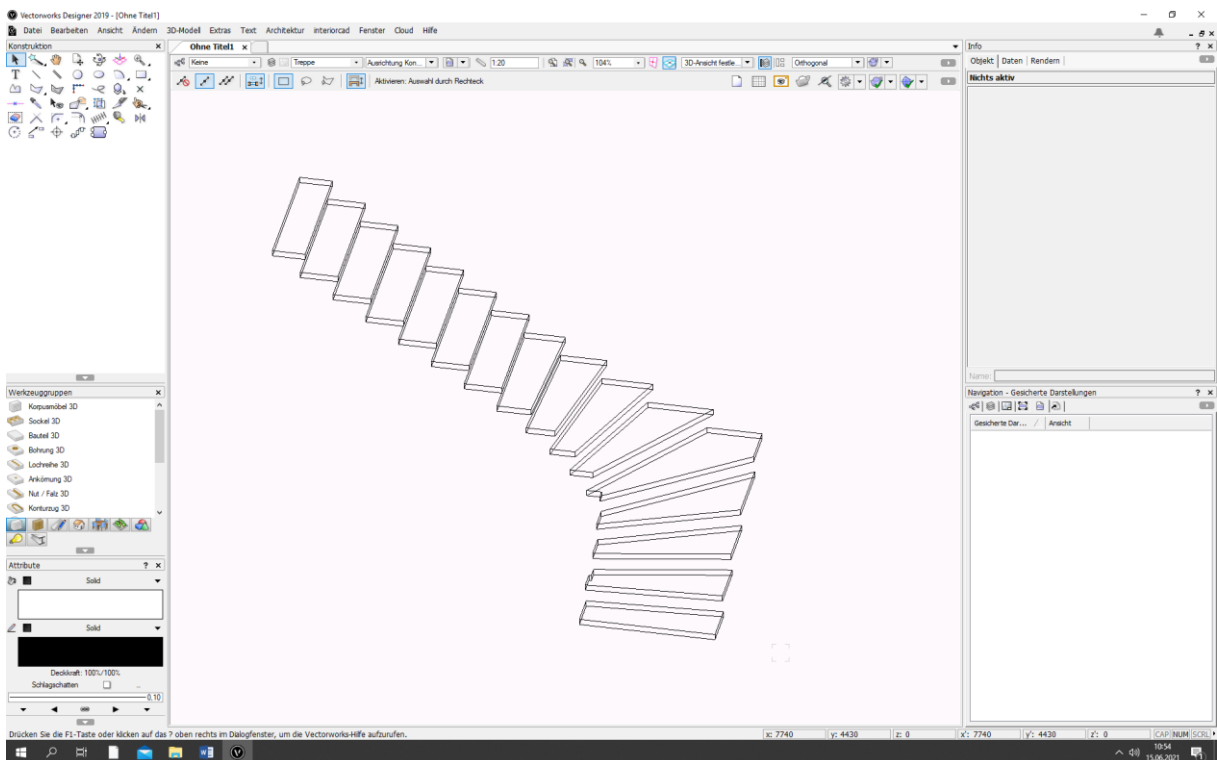 Vectorworks Designer 2019 - [Ohne Titel1]
Datei Bearbeiten Ansicht Ändern 3D-Modell Extras Text Architektur interiorcad Fenster Cloud Hilfe
Konstruktion
Ohne Titel1
Keine
Treppe
Ausrichtung Kon...
1:20
104%
3D-Ansicht festle...
Orthogonal
Aktivieren: Auswahl durch Rechteck
Info
Objekt Daten Rendern
Nichts aktiv
Name:
Werkzeuggruppen
Korpusmöbel 3D
Sockel 3D
Bauteil 3D
Bohrung 3D
Lochreihe 3D
Ankörnung 3D
Nut / Falz 3D
Konturzug 3D
Navigation - Gesicherte Darstellungen
Gesicherte Dar... / Ansicht
Attribute
Solid
Solid
Deckkraft: 100%/100%
Schlagschatten
0.10
Drücken Sie die F1-Taste oder klicken auf das ? oben rechts im Dialogfenster, um die Vectorworks-Hilfe aufzurufen.
x: 7740 y: 4430 z: 0 x': 7740 y': 4430 z': 0 CAP NUM SCRL
10:54
15.06.2021